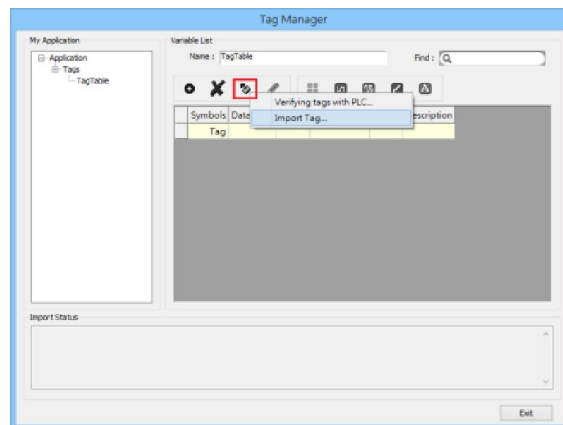 Tag Manager
My Application
Application
Tags
TagTable
Variable List
Name : TagTable
Find :
Verifying tags with PLC...
Import Tag...
Symbols Data escription
Tag
Import Status
Exit